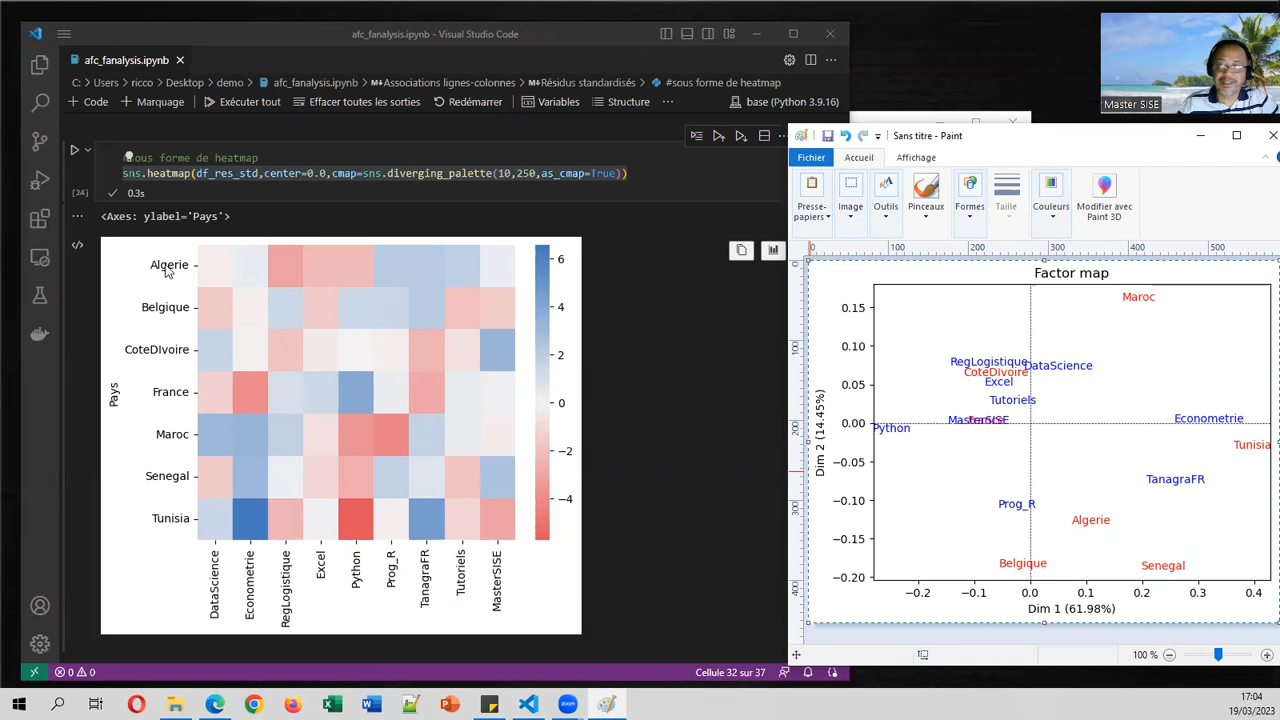 afc_fanalysis.ipynb - Visual Studio Code
afc_fanalysis.ipynb
C: > Users > ricco > Desktop > demo > afc_fanalysis.ipynb > Associations lignes-colonnes > Résidus standardisés > #sous forme de heatmap
+ Code + Marquage Exécuter tout Effacer toutes les sorties Redémarrer Variables Structure ... base (Python 3.9.16)
sous forme de heatmap
.heatmap(df_res_std,center=0.0,cmap=sns.diverging_palette(10,250,as_cmap=True))
[24]
0.3s
<Axes: ylabel='Pays'>
Pays
Algerie
Belgique
CoteDIvoire
France
Maroc
Senegal
Tunisia
DataScience
Econometrie
RegLogistique
Excel
Python
Prog_R
TanagraFR
Tutoriels
MasterSISE
6
4
2
0
−2
−4
0 0
Cellule 32 sur 37
Master SISE
Sans titre - Paint
Fichier Accueil Affichage
Presse-papiers
Image
Outils
Pinceaux
Formes
Taille
Couleurs
Modifier avec Paint 3D
0 100 200 300 400 500
0
100
200
300
400
Factor map
Maroc
RegLogistique
DataScience
CoteDIvoire
Excel
Tutoriels
MasterSISE
Econometrie
Python
Tunisia
TanagraFR
Prog_R
Algerie
Belgique
Senegal
Dim 2 (14.45%)
0.15
0.10
0.05
0.00
−0.05
−0.10
−0.15
−0.20
−0.2 −0.1 0.0 0.1 0.2 0.3 0.4
Dim 1 (61.98%)
100 %
17:04
19/03/2023